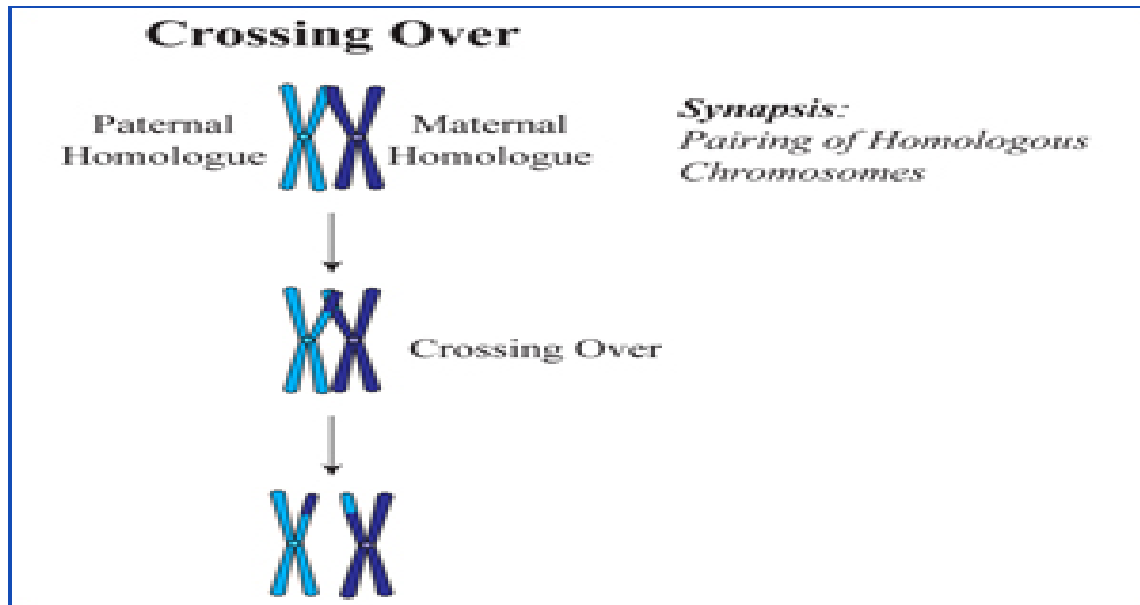 Crossing Over
Paternal
Homologue
Maternal
Homologue
Synapsis:
Pairing of Homologous
Chromosomes
Crossing Over